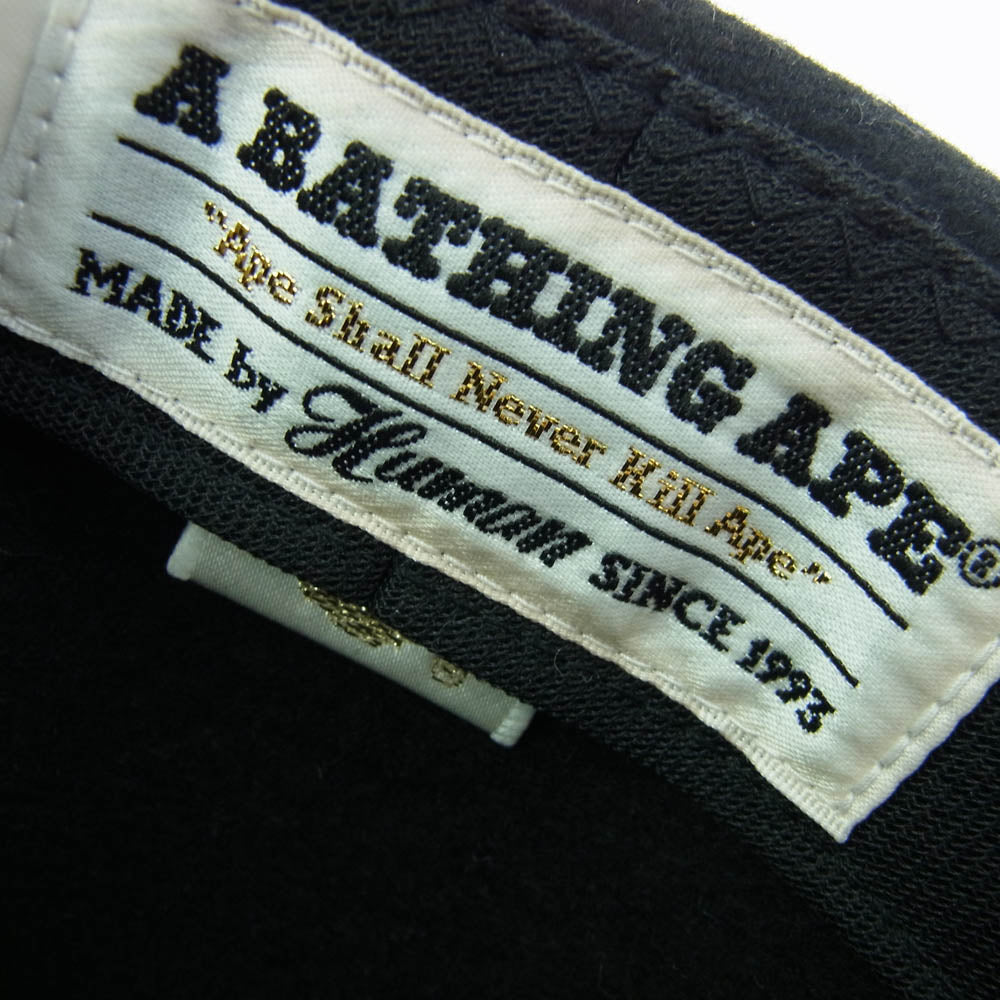 A BATHING APE®
"Ape Shall Never Kill Ape"
MADE by Human SINCE 1993